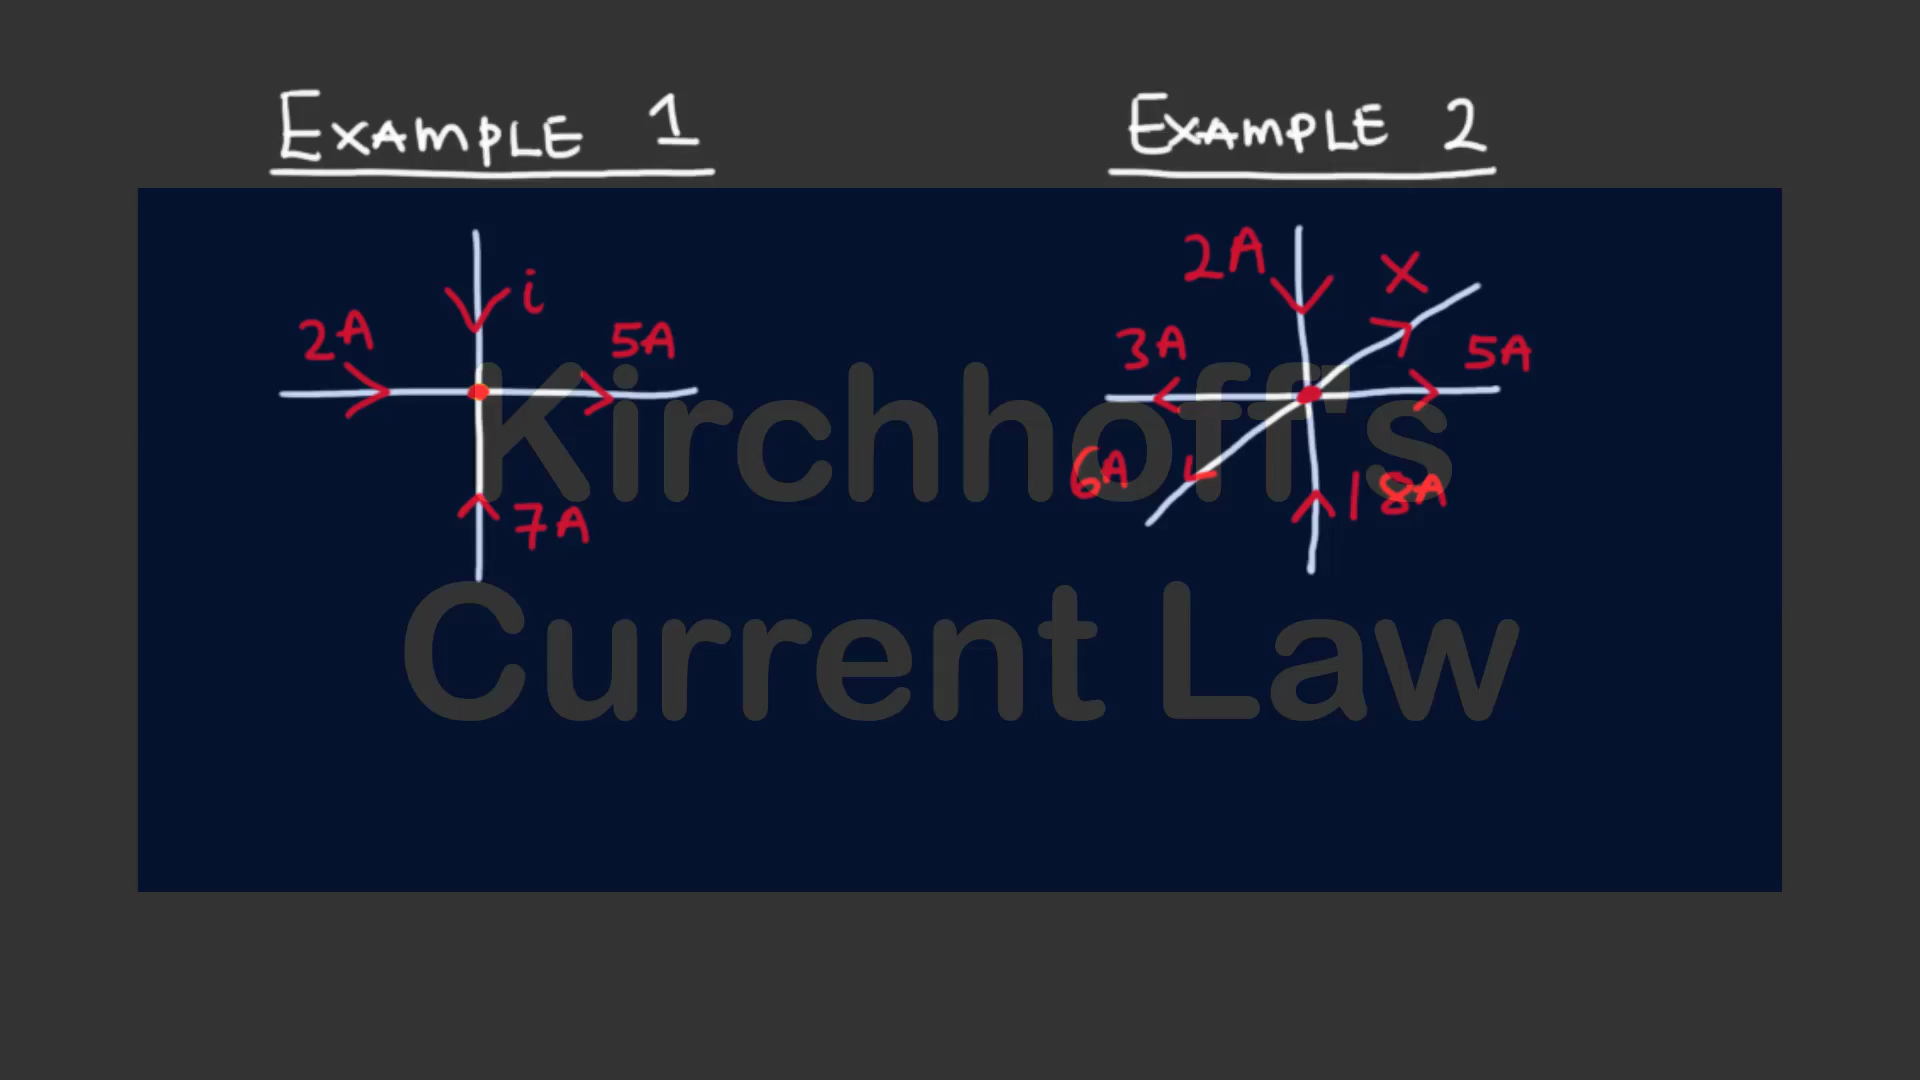 EXAMPLE 1
EXAMPLE 2
2A
i
5A
7A
2A
X
3A
5A
6A
18A
Kirchhoff's
Current Law